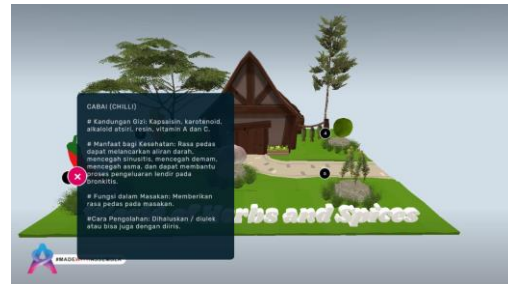 CABAI (CHILLI)
# Kandungan Gizi: Kapsaisin, karotenoid,
alkaloid atsiri, resin, vitamin A dan C.
# Manfaat bagi Kesehatan: Rasa pedas
dapat melancarkan aliran darah,
mencegah sinusitis, mencegah demam,
mencegah asma, dan dapat membantu
proses pengeluaran lendir pada
bronkitis.
# Fungsi dalam Masakan: Memberikan
rasa pedas pada masakan.
#Cara Pengolahan: Dihaluskan / diulek
atau bisa juga dengan diiris.
and Spices